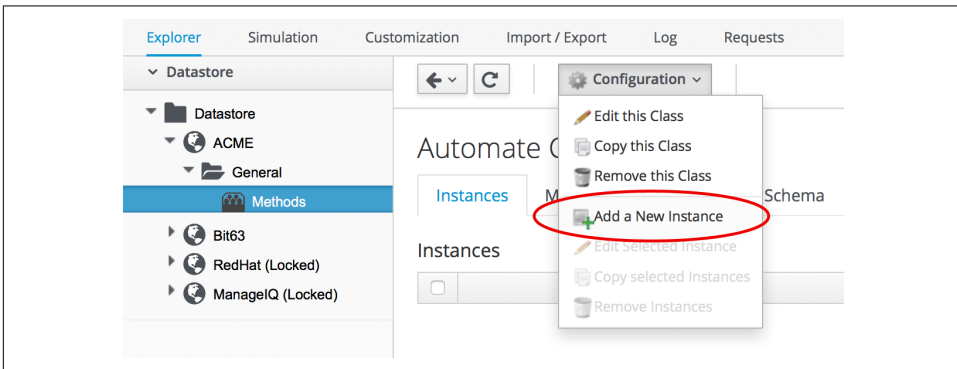 Explorer Simulation Customization Import / Export Log Requests
Datastore
Configuration
Datastore
ACME
General
Methods
Bit63
RedHat (Locked)
ManageIQ (Locked)
Edit this Class
Copy this Class
Remove this Class
Add a New Instance
Edit Selected Instance
Copy selected Instances
Remove Instances
Automate
Instances Schema
Instances